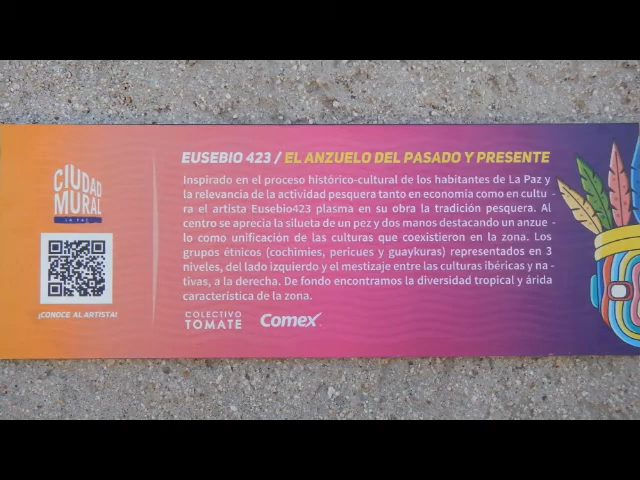 CIUDAD
MURAL
LA PAZ
¡CONOCE AL ARTISTA!
EUSEBIO 423 / EL ANZUELO DEL PASADO Y PRESENTE
Inspirado en el proceso histórico-cultural de los habitantes de La Paz y
la relevancia de la actividad pesquera tanto en economía como en cultu-
ra el artista Eusebio423 plasma en su obra la tradición pesquera. Al
centro se aprecia la silueta de un pez y dos manos destacando un anzue-
lo como unificación de las culturas que coexistieron en la zona. Los
grupos étnicos (cochimies, pericues y guaykuras) representados en 3
niveles, del lado izquierdo y el mestizaje entre las culturas ibéricas y na-
tivas, a la derecha. De fondo encontramos la diversidad tropical y árida
característica de la zona.
COLECTIVO
TOMATE
Comex